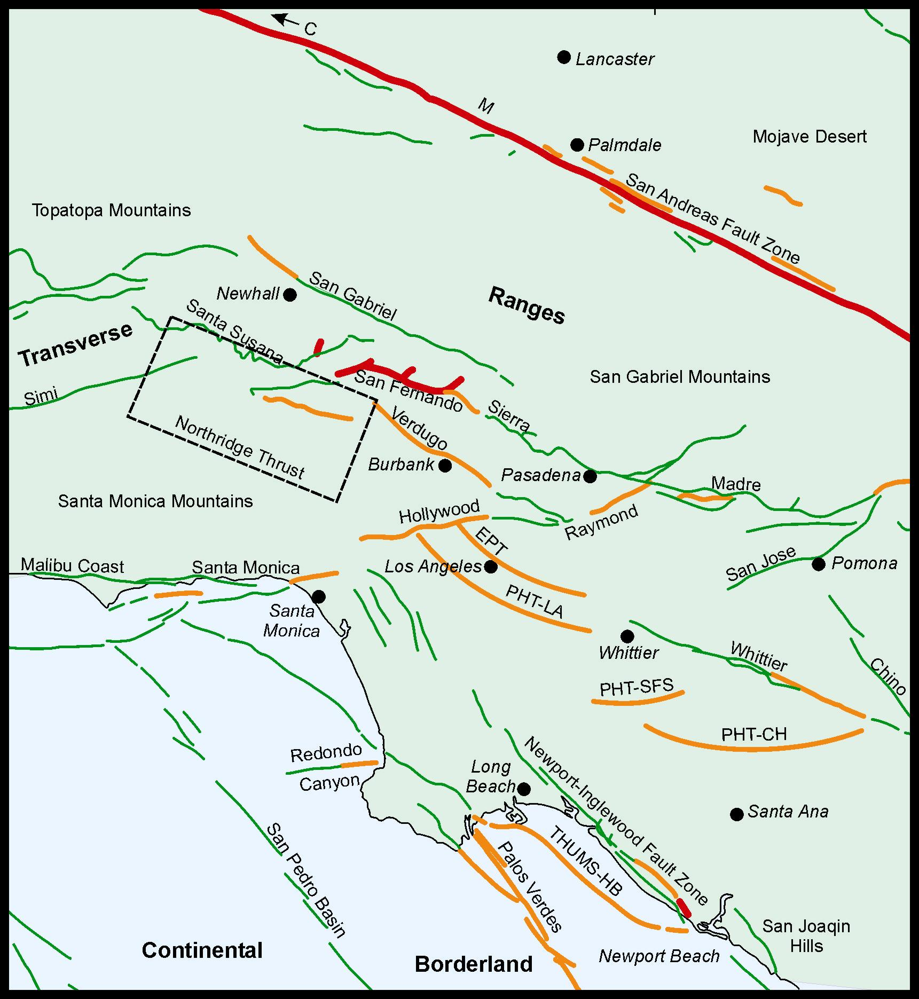 C
Lancaster
M
Mojave Desert
Palmdale
San Andreas Fault Zone
Topatopa Mountains
Newhall
San Gabriel
Ranges
Santa Susana
Transverse
San Gabriel Mountains
San Fernando
Simi
Sierra
Verdugo
Northridge Thrust
Burbank
Pasadena
Madre
Santa Monica Mountains
Hollywood
Raymond
EPT
Malibu Coast
Santa Monica
Los Angeles
San Jose
Pomona
PHT-LA
Santa
Monica
Whittier
Whittier
Chino
PHT-SFS
PHT-CH
Redondo
Canyon
Long
Beach
Newport-Inglewood Fault Zone
Santa Ana
San Pedro Basin
Palos Verdes
THUMS-HB
San Joaqin
Hills
Newport Beach
Continental
Borderland